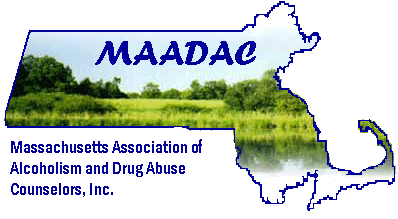 MAADAC
Massachusetts Association of
Alcoholism and Drug Abuse
Counselors, Inc.